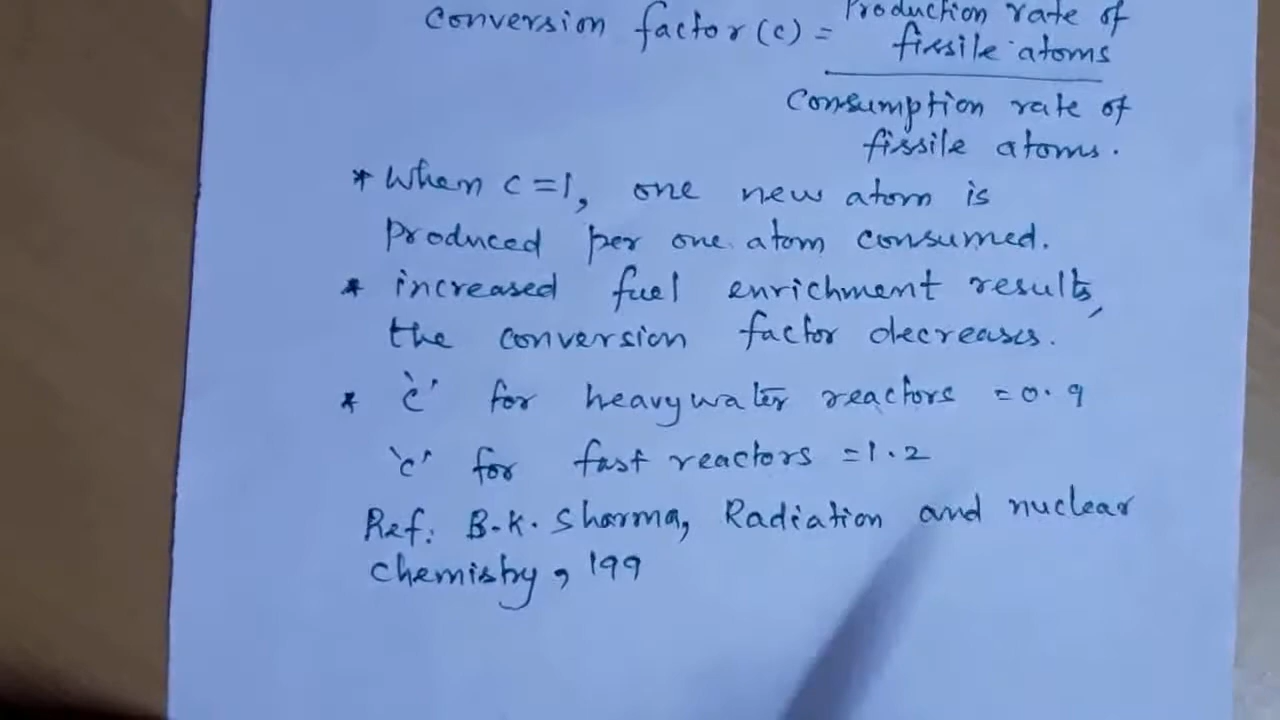 Conversion factor (c) = Production rate of
fissile atoms
Consumption rate of
fissile atoms.
* When c=1, one new atom is
produced per one atom consumed.
* increased fuel enrichment results,
the conversion factor decreases.
* 'c' for heavywater reactors = 0.9
'c' for fast reactors = 1.2
Ref: B.K. Sharma, Radiation and nuclear
chemistry, 199